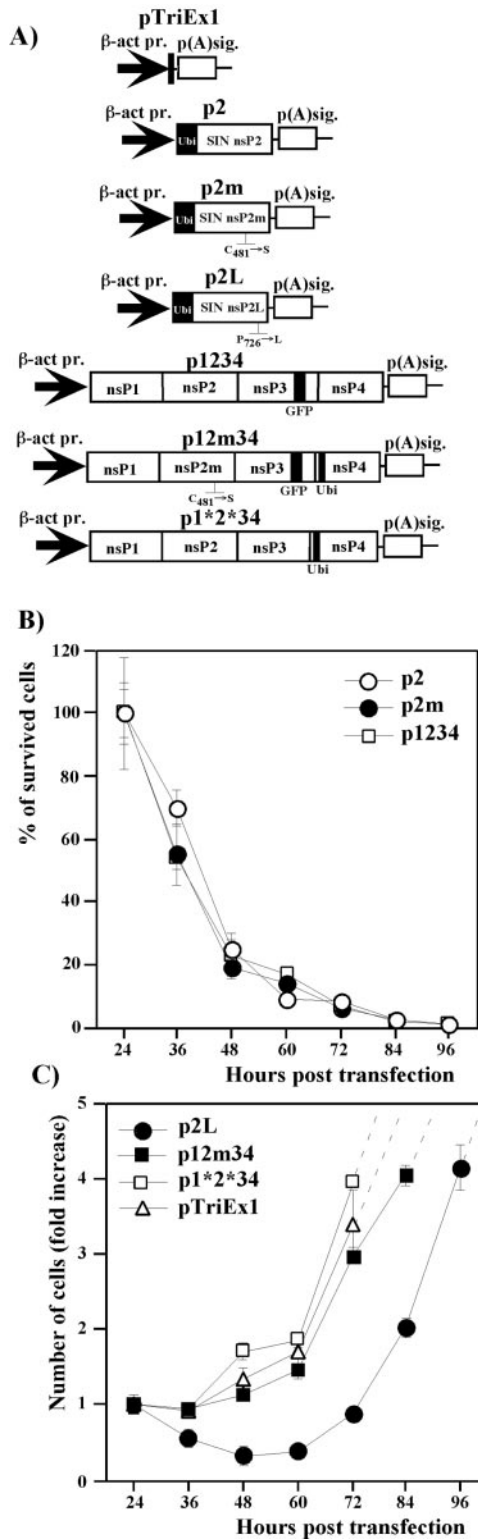 A)
pTriEx1
β-act pr. p(A)sig.
p2
β-act pr. p(A)sig.
Ubi SIN nsP2
p2m
β-act pr. p(A)sig.
Ubi SIN nsP2m
C481→S
p2L
β-act pr. p(A)sig.
Ubi SIN nsP2L
P726→L
p1234
β-act pr. p(A)sig.
nsP1 nsP2 nsP3 nsP4
GFP
p12m34
β-act pr. p(A)sig.
nsP1 nsP2m nsP3 nsP4
C481→S GFP Ubi
p1*2*34
β-act pr. p(A)sig.
nsP1 nsP2 nsP3 nsP4
Ubi
B)
% of survived cells
120
100
80
60
40
20
0
p2
p2m
p1234
24 36 48 60 72 84 96
Hours post transfection
C)
Number of cells (fold increase)
5
4
3
2
1
0
p2L
p12m34
p1*2*34
pTriEx1
24 36 48 60 72 84 96
Hours post transfection